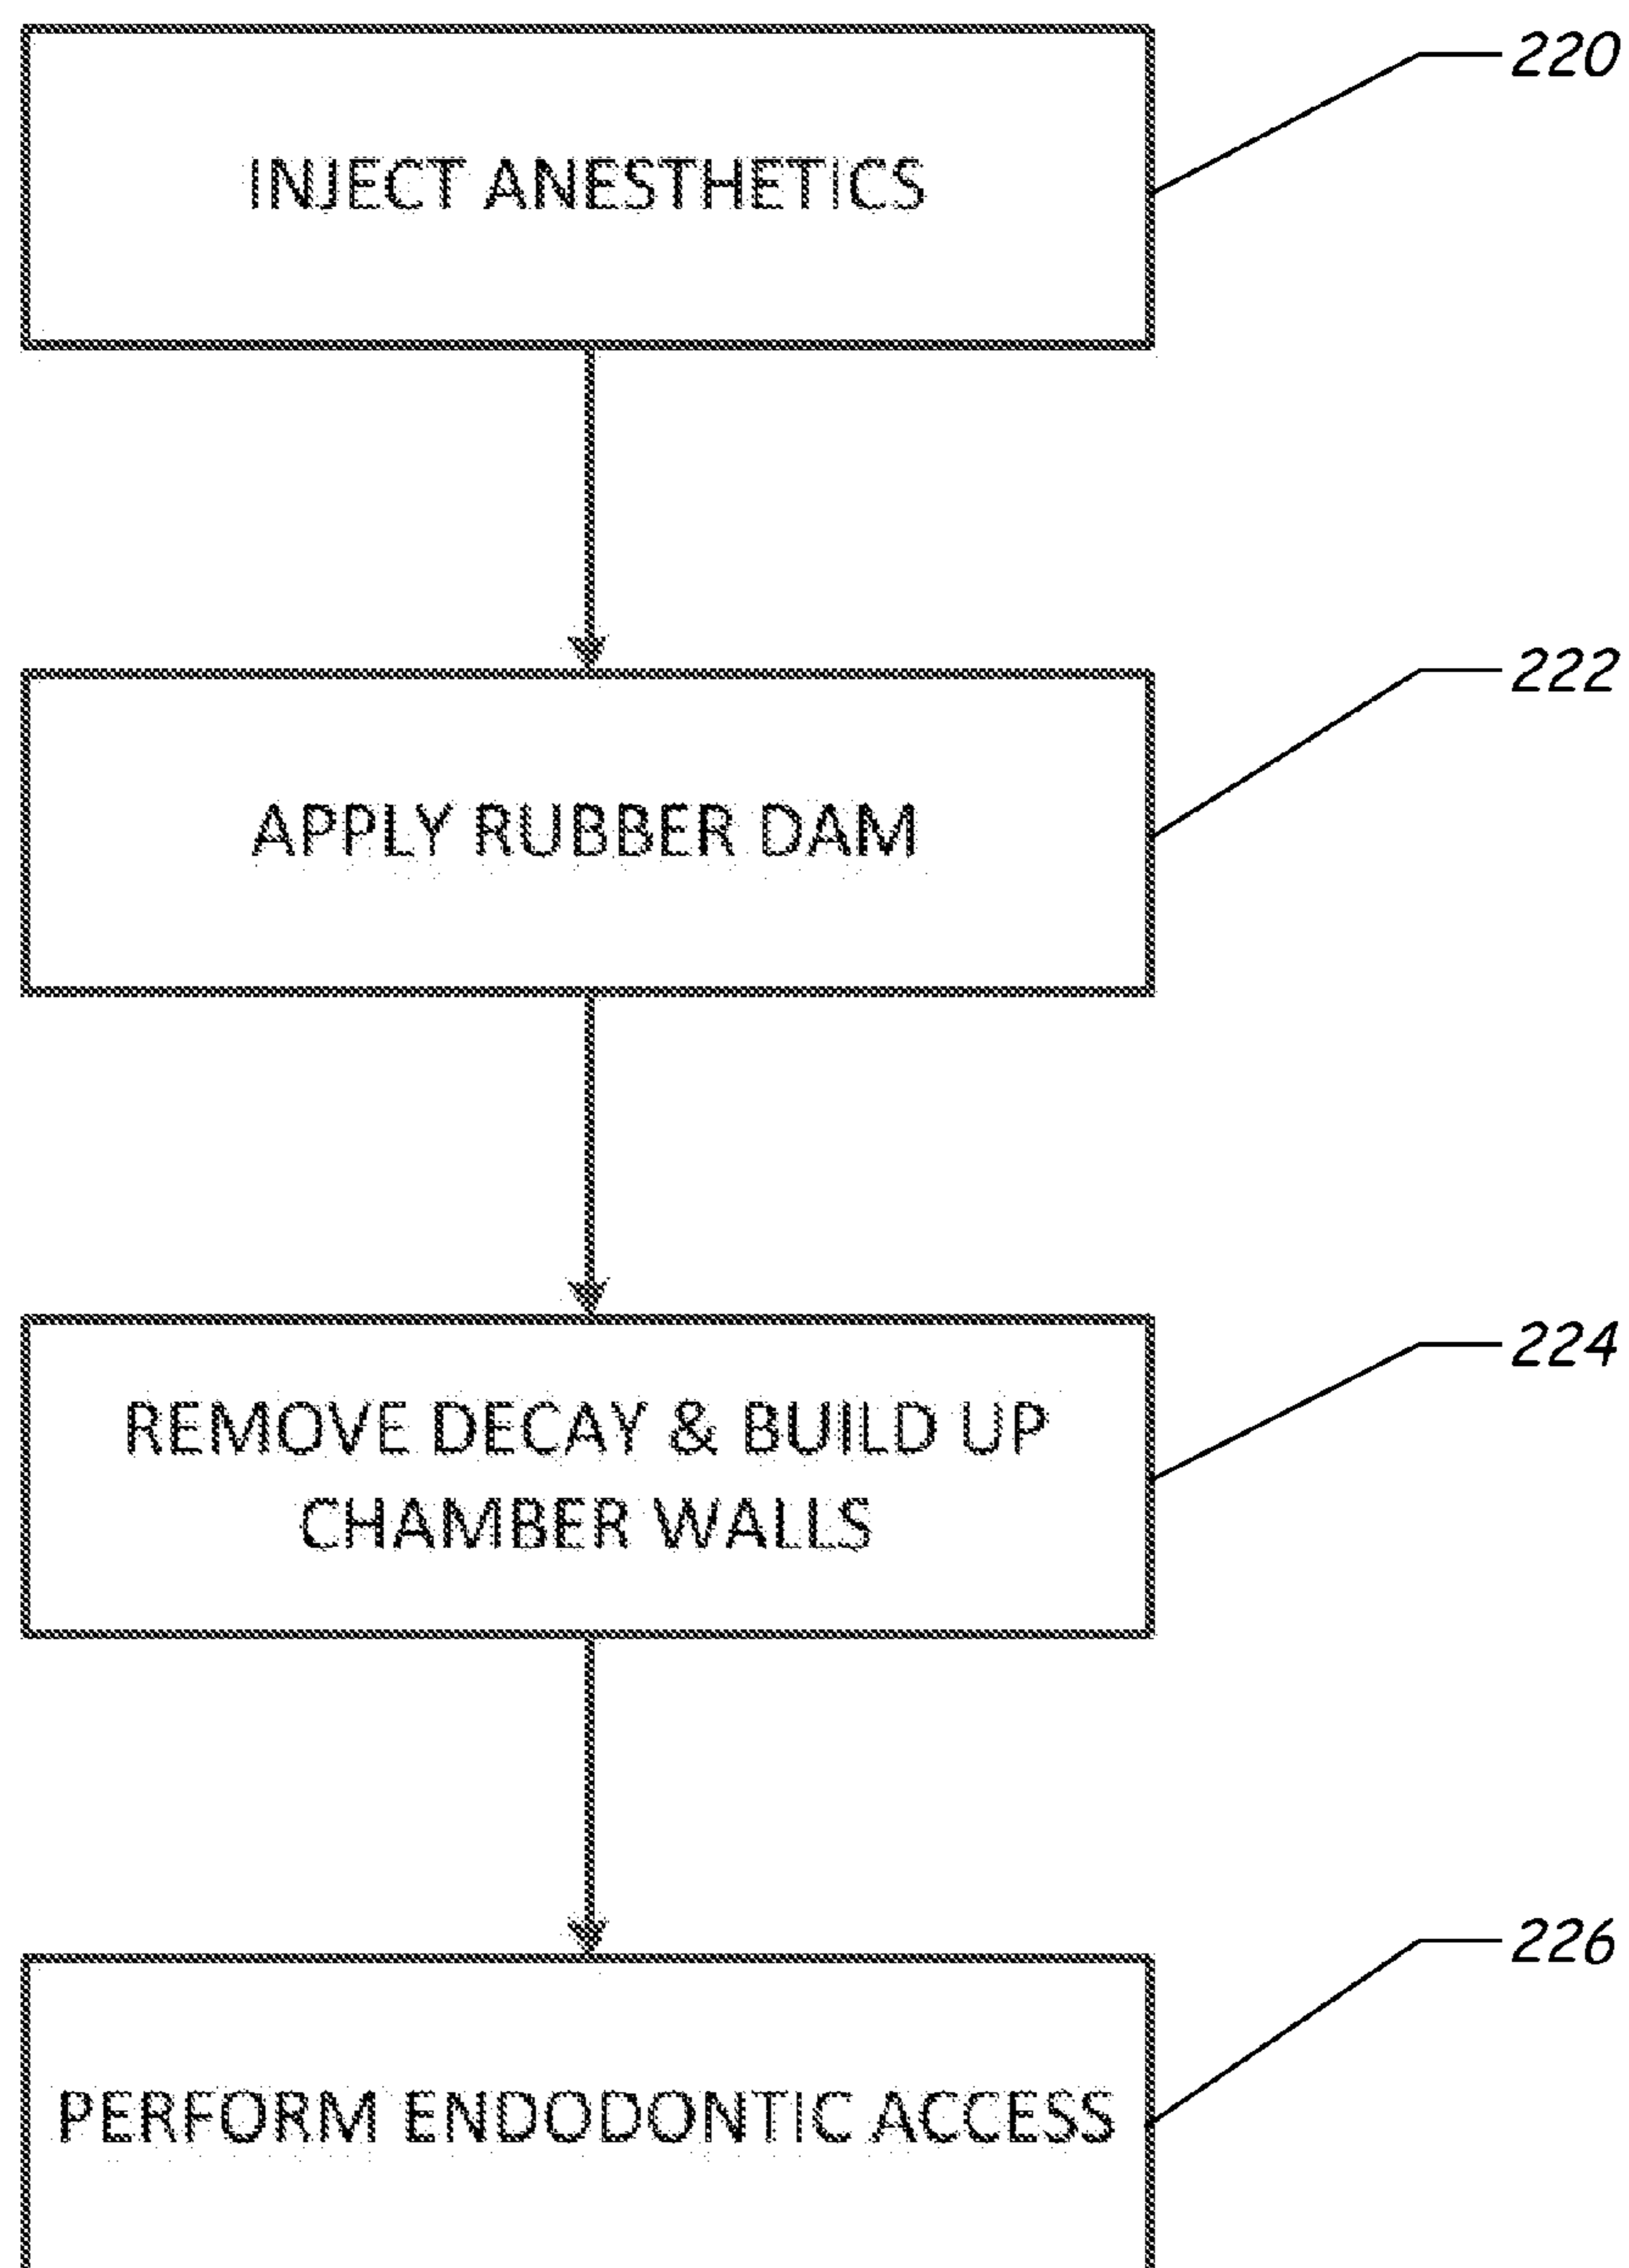 INJECT ANESTHETICS
220
APPLY RUBBER DAM
222
REMOVE DECAY & BUILD UP
CHAMBER WALLS
224
PERFORM ENDODONTIC ACCESS
226